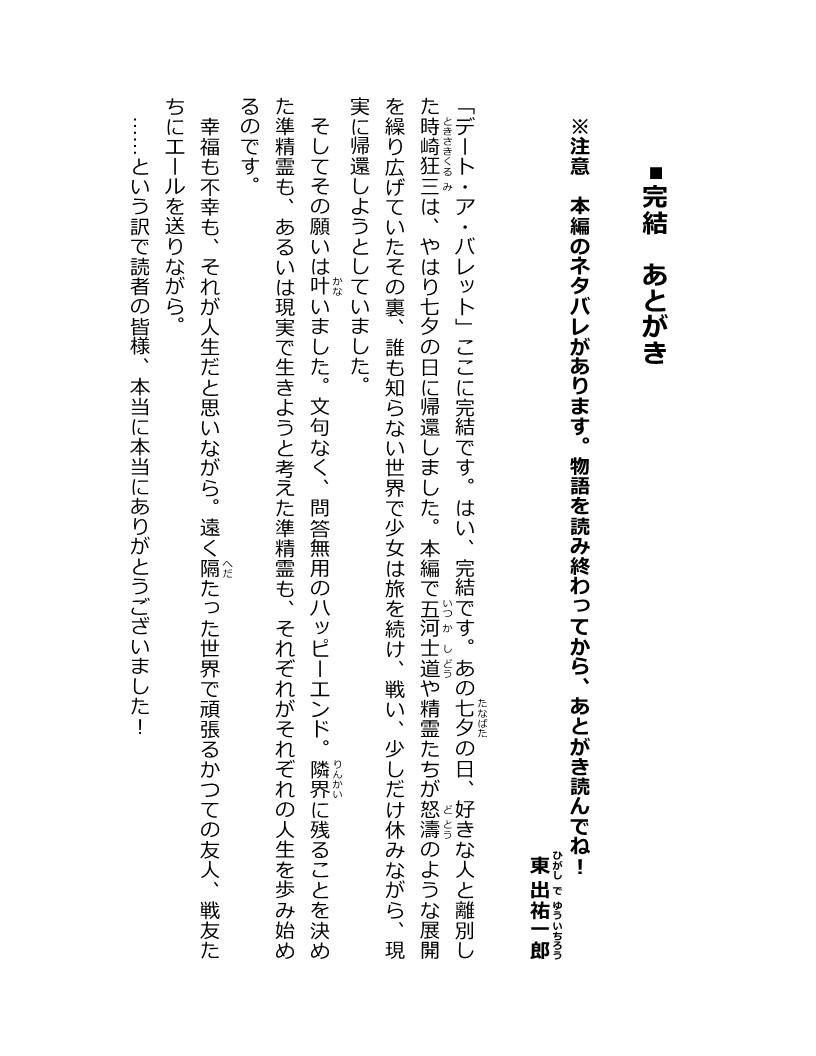 ■完結　あとがき
※注意　本編のネタバレがあります。物語を読み終わってから、あとがき読んでね！
東出祐一郎
「デート・ア・バレット」ここに完結です。はい、完結です。あの七夕の日、好きな人と離別し
た時崎狂三は、やはり七夕の日に帰還しました。本編で五河士道や精霊たちが怒濤のような展開
を繰り広げていたその裏、誰も知らない世界で少女は旅を続け、戦い、少しだけ休みながら、現
実に帰還しようとしていました。
　そしてその願いは叶いました。文句なく、問答無用のハッピーエンド。隣界に残ることを決め
た準精霊も、あるいは現実で生きようと考えた準精霊も、それぞれがそれぞれの人生を歩み始め
るのです。
　幸福も不幸も、それが人生だと思いながら。遠く隔たった世界で頑張るかつての友人、戦友た
ちにエールを送りながら。
　……という訳で読者の皆様、本当に本当にありがとうございました！